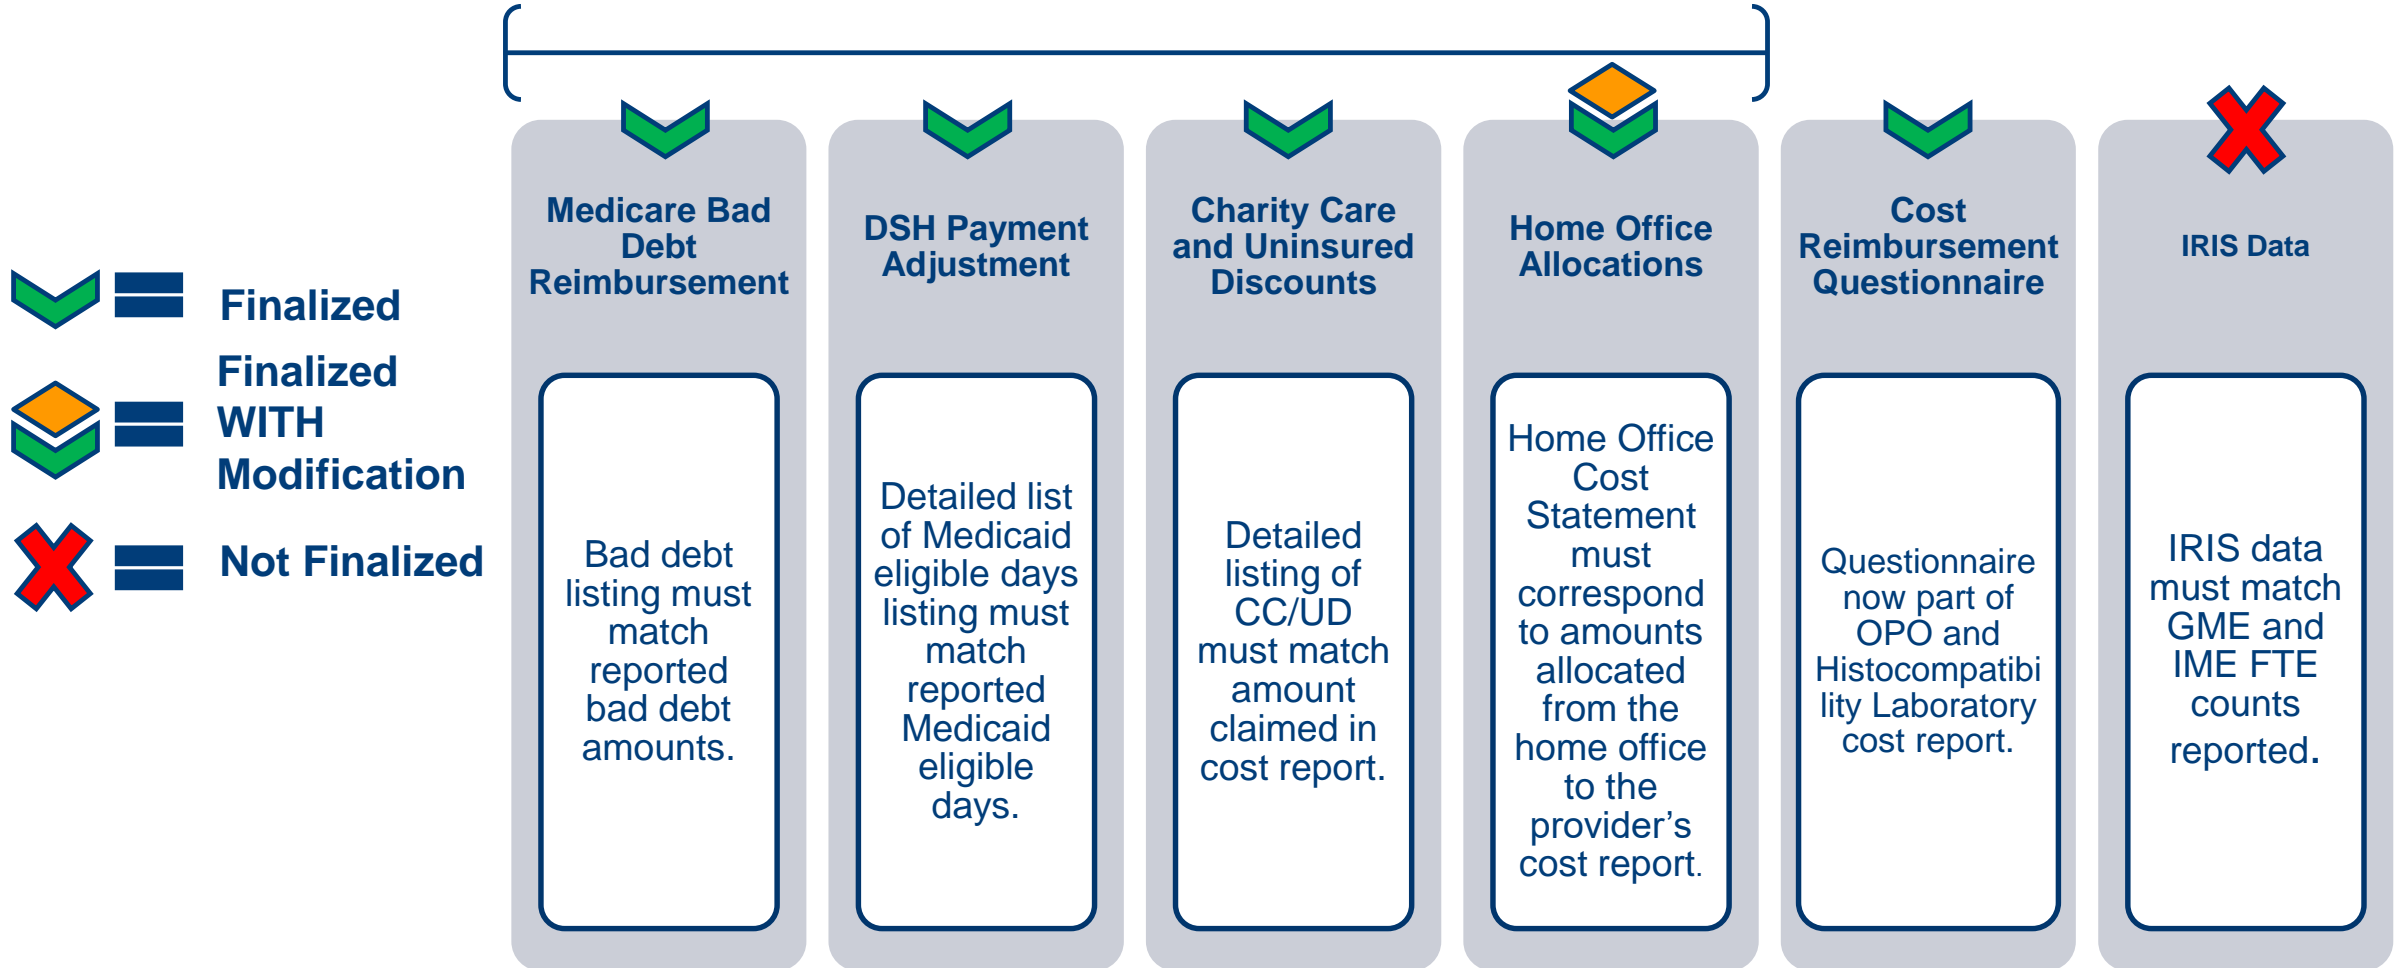 Finalized
Finalized
WITH
Modification
Not Finalized
Medicare Bad
Debt
Reimbursement
Bad debt
listing must
match
reported
bad debt
amounts.
DSH Payment
Adjustment
Detailed list
of Medicaid
eligible days
listing must
match
reported
Medicaid
eligible
days.
Charity Care
and Uninsured
Discounts
Detailed
listing of
CC/UD
must match
amount
claimed in
cost report.
Home Office
Allocations
Home Office
Cost
Statement
must
correspond
to amounts
allocated
from the
home office
to the
provider’s
cost report.
Cost
Reimbursement
Questionnaire
Questionnaire
now part of
OPO and
Histocompatibi
lity Laboratory
cost report.
IRIS Data
IRIS data
must match
GME and
IME FTE
counts
reported.